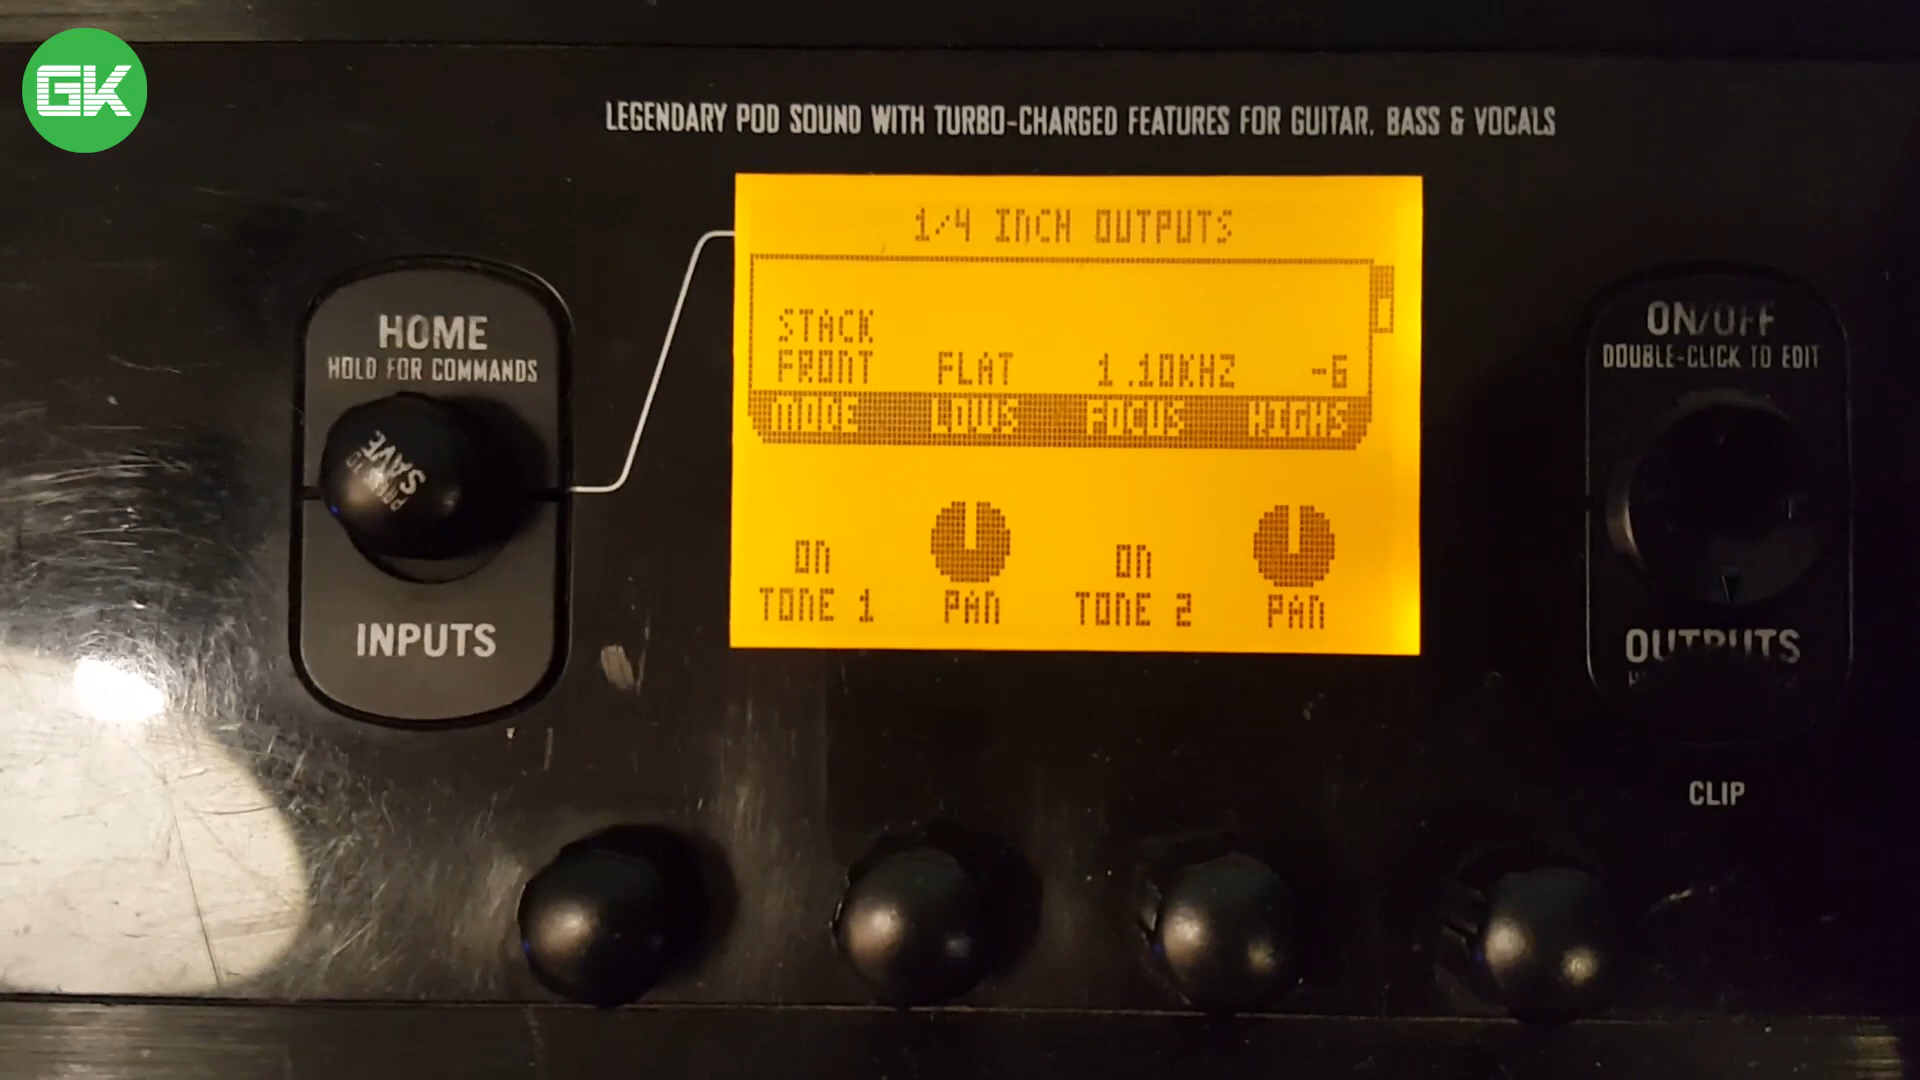 GK
LEGENDARY POD SOUND WITH TURBO-CHARGED FEATURES FOR GUITAR, BASS & VOCALS
1/4 INCH OUTPUTS
STACK
FRONT FLAT 1.10KHZ -6
MODE LOWS FOCUS HIGHS
ON ON
TONE 1 PAN TONE 2 PAN
HOME
HOLD FOR COMMANDS
SAVE
INPUTS
ON/OFF
DOUBLE-CLICK TO EDIT
OUTPUTS
CLIP